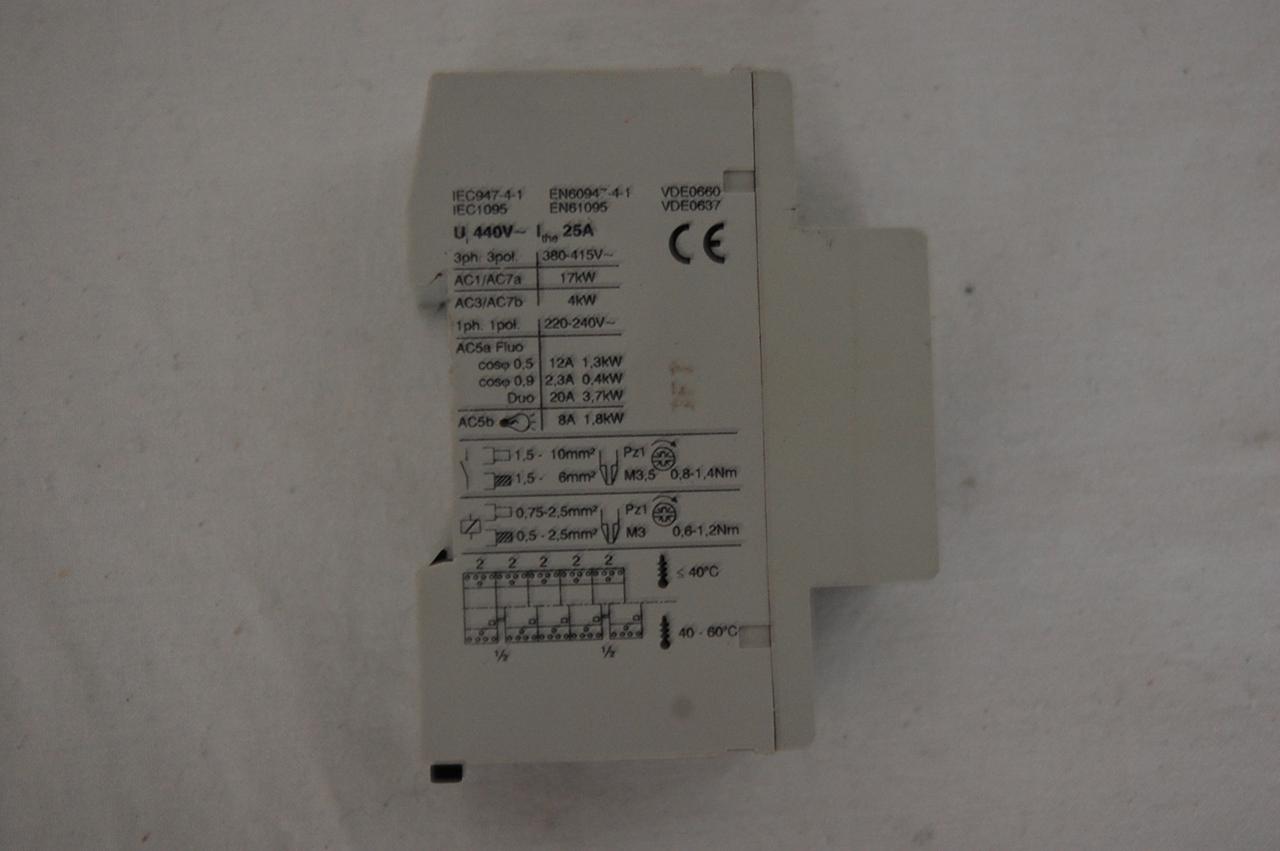 IEC947-4-1 EN60947-4-1 VDE0660
IEC1095 EN61095 VDE0637
Ui 440V~ Ithe 25A CE
3ph. 3pol. 380-415V~
AC1/AC7a 17kW
AC3/AC7b 4kW
1ph. 1pol. 220-240V~
AC5a Fluo
cosφ 0,5 12A 1,3kW
cosφ 0,9 2,3A 0,4kW
Duo 20A 3,7kW
AC5b 8A 1,8kW
1,5 - 10mm² Pz1
1,5 - 6mm² M3,5 0,8-1,4Nm
0,75-2,5mm² Pz1
0,5 - 2,5mm² M3 0,6-1,2Nm
2 2 2 2 2
≤ 40°C
40 - 60°C
½ ½